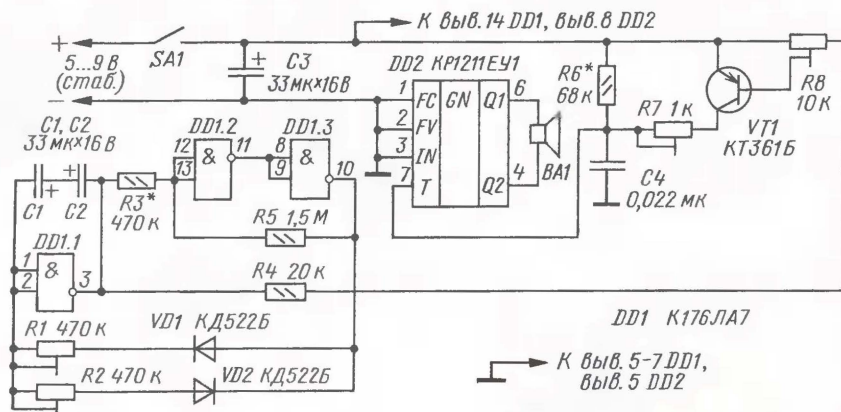 К выв.14 DD1, выв.8 DD2
+
5...9 В
(стаб.)
–
SA1
C3
33мк×16В
DD2 КР1211ЕУ1
1 FC GN Q1 6
2 FV
3 IN
7 T Q2 4
BA1
R6*
68 к
R7 1к
C4
0,022 мк
VT1
КТ361Б
R8
10 к
C1, C2
33 мк×16В
+ +
C1 C2
R3*
470 к
DD1.2
12 & 11
13
DD1.3
8 & 10
9
R5 1,5 М
DD1.1
1 & 3
2
R4 20к
R1 470 к
VD1 КД522Б
R2 470 к
VD2 КД522Б
DD1 К176ЛА7
К выв. 5-7 DD1,
выв. 5 DD2